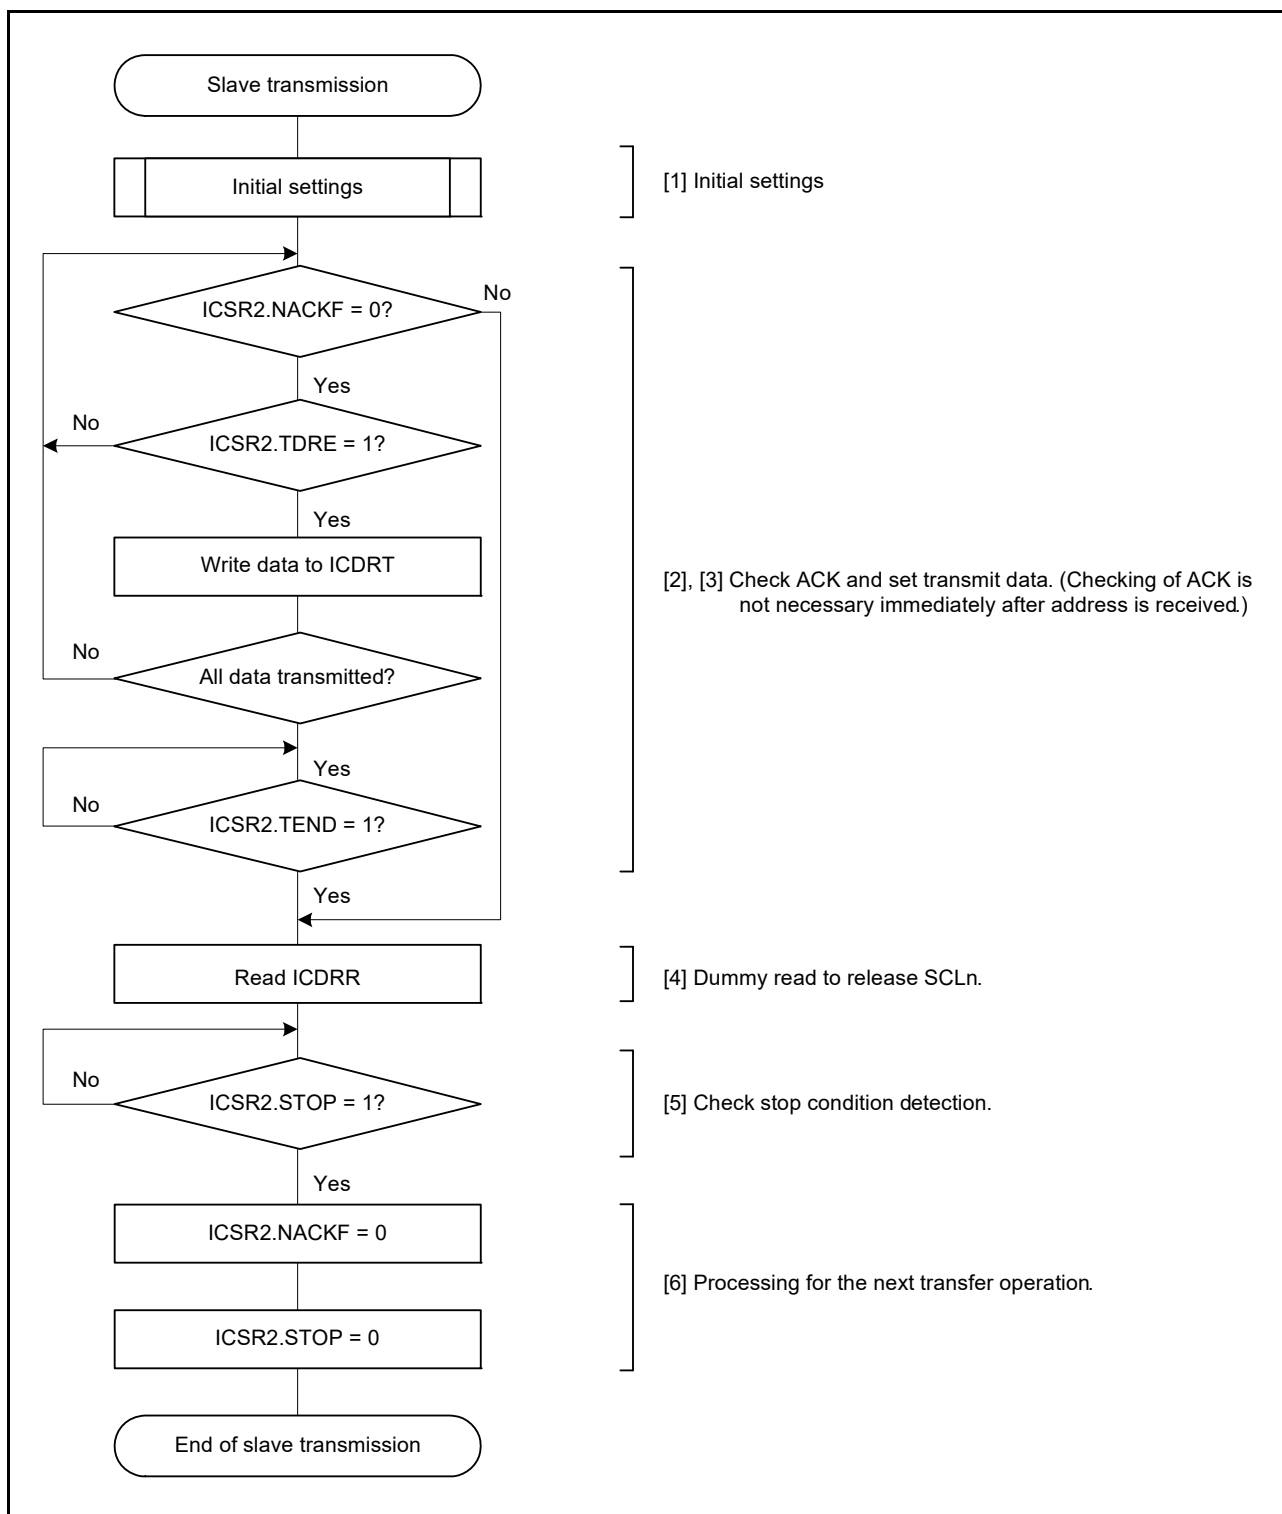 Slave transmission
Initial settings
[1] Initial settings
ICSR2.NACKF = 0?
No
Yes
No
ICSR2.TDRE = 1?
Yes
Write data to ICDRT
[2], [3] Check ACK and set transmit data. (Checking of ACK is
not necessary immediately after address is received.)
No
All data transmitted?
Yes
No
ICSR2.TEND = 1?
Yes
Read ICDRR
[4] Dummy read to release SCLn.
No
ICSR2.STOP = 1?
[5] Check stop condition detection.
Yes
ICSR2.NACKF = 0
[6] Processing for the next transfer operation.
ICSR2.STOP = 0
End of slave transmission